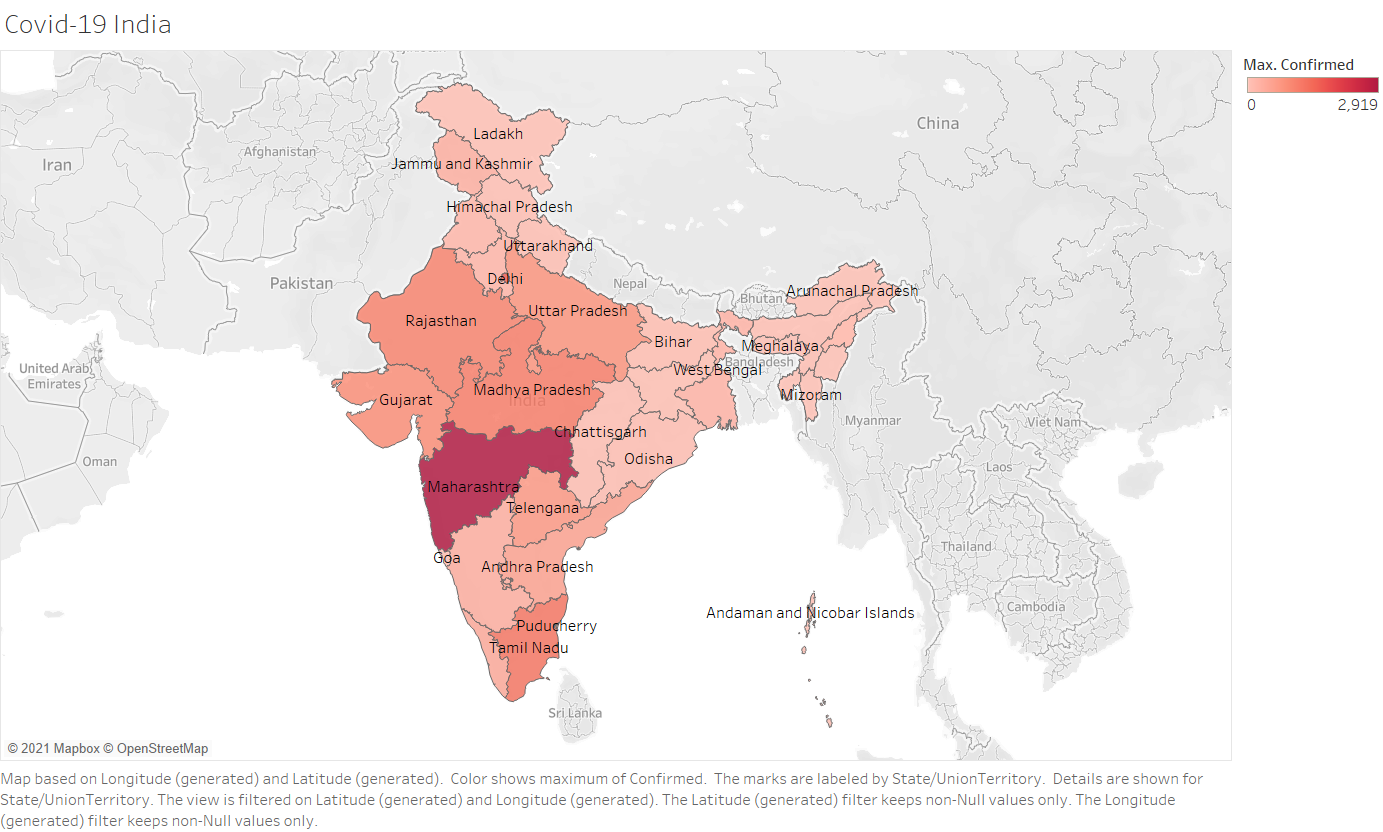 Covid-19 India
Max. Confirmed
0 2,919
China
Ladakh
Afghanistan
Iran
Jammu and Kashmir
Himachal Pradesh
Uttarakhand
Delhi
Pakistan
Nepal
Arunachal Pradesh
Bhutan
Uttar Pradesh
Rajasthan
Bihar
Meghalaya
Bangladesh
West Bengal
United Arab
Emirates
Madhya Pradesh
India
Gujarat
Mizoram
Myanmar
Viet Nam
Chhattisgarh
Odisha
Oman
Laos
Maharashtra
Telengana
Thailand
Goa
Andhra Pradesh
Cambodia
Andaman and Nicobar Islands
Puducherry
Tamil Nadu
Sri Lanka
© 2021 Mapbox © OpenStreetMap
Map based on Longitude (generated) and Latitude (generated). Color shows maximum of Confirmed. The marks are labeled by State/UnionTerritory. Details are shown for
State/UnionTerritory. The view is filtered on Latitude (generated) and Longitude (generated). The Latitude (generated) filter keeps non-Null values only. The Longitude
(generated) filter keeps non-Null values only.